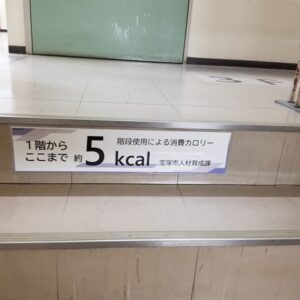 1階から
ここまで 約 5 kcal
階段使用による消費カロリー
宝塚市人材育成課